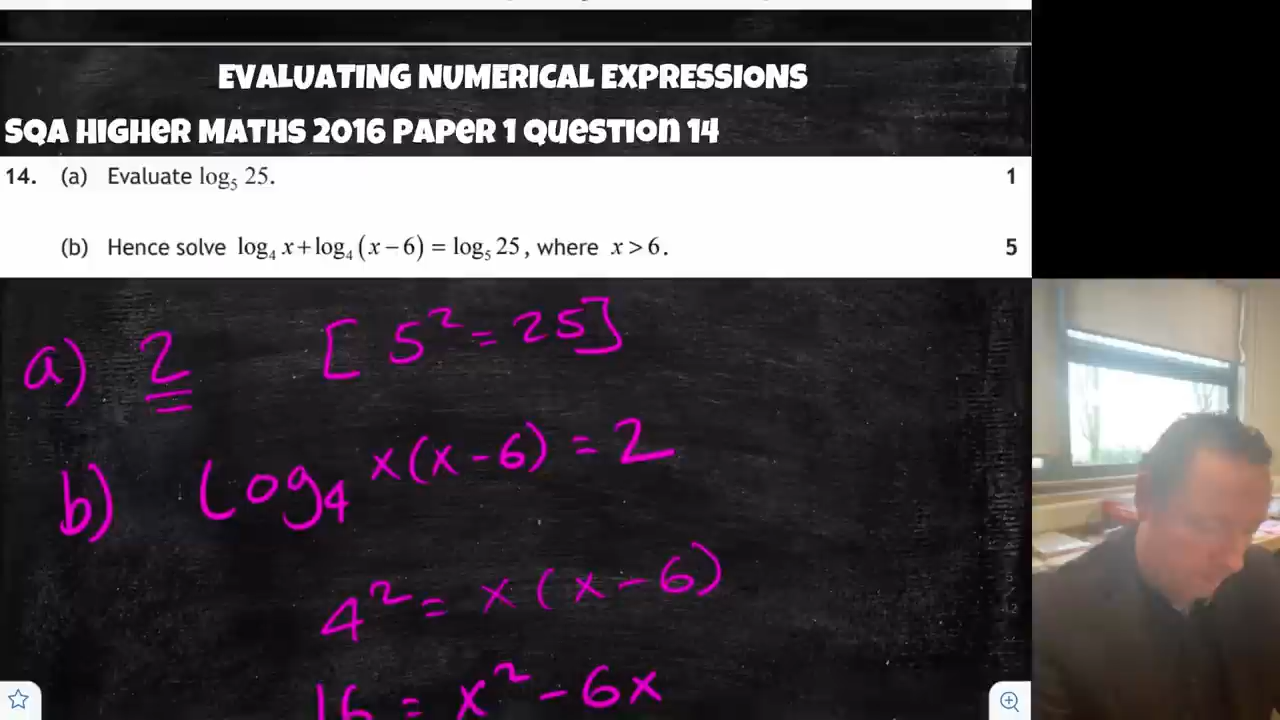 EVALUATING NUMERICAL EXPRESSIONS
SQA HIGHER MATHS 2016 PAPER 1 QUESTION 14
14. (a) Evaluate log₅ 25. 1
(b) Hence solve log₄ x + log₄ (x − 6) = log₅ 25, where x > 6. 5
a) 2 [ 5² = 25]
b) log₄ x(x − 6) = 2
4² = x(x − 6)
16 = x² − 6x